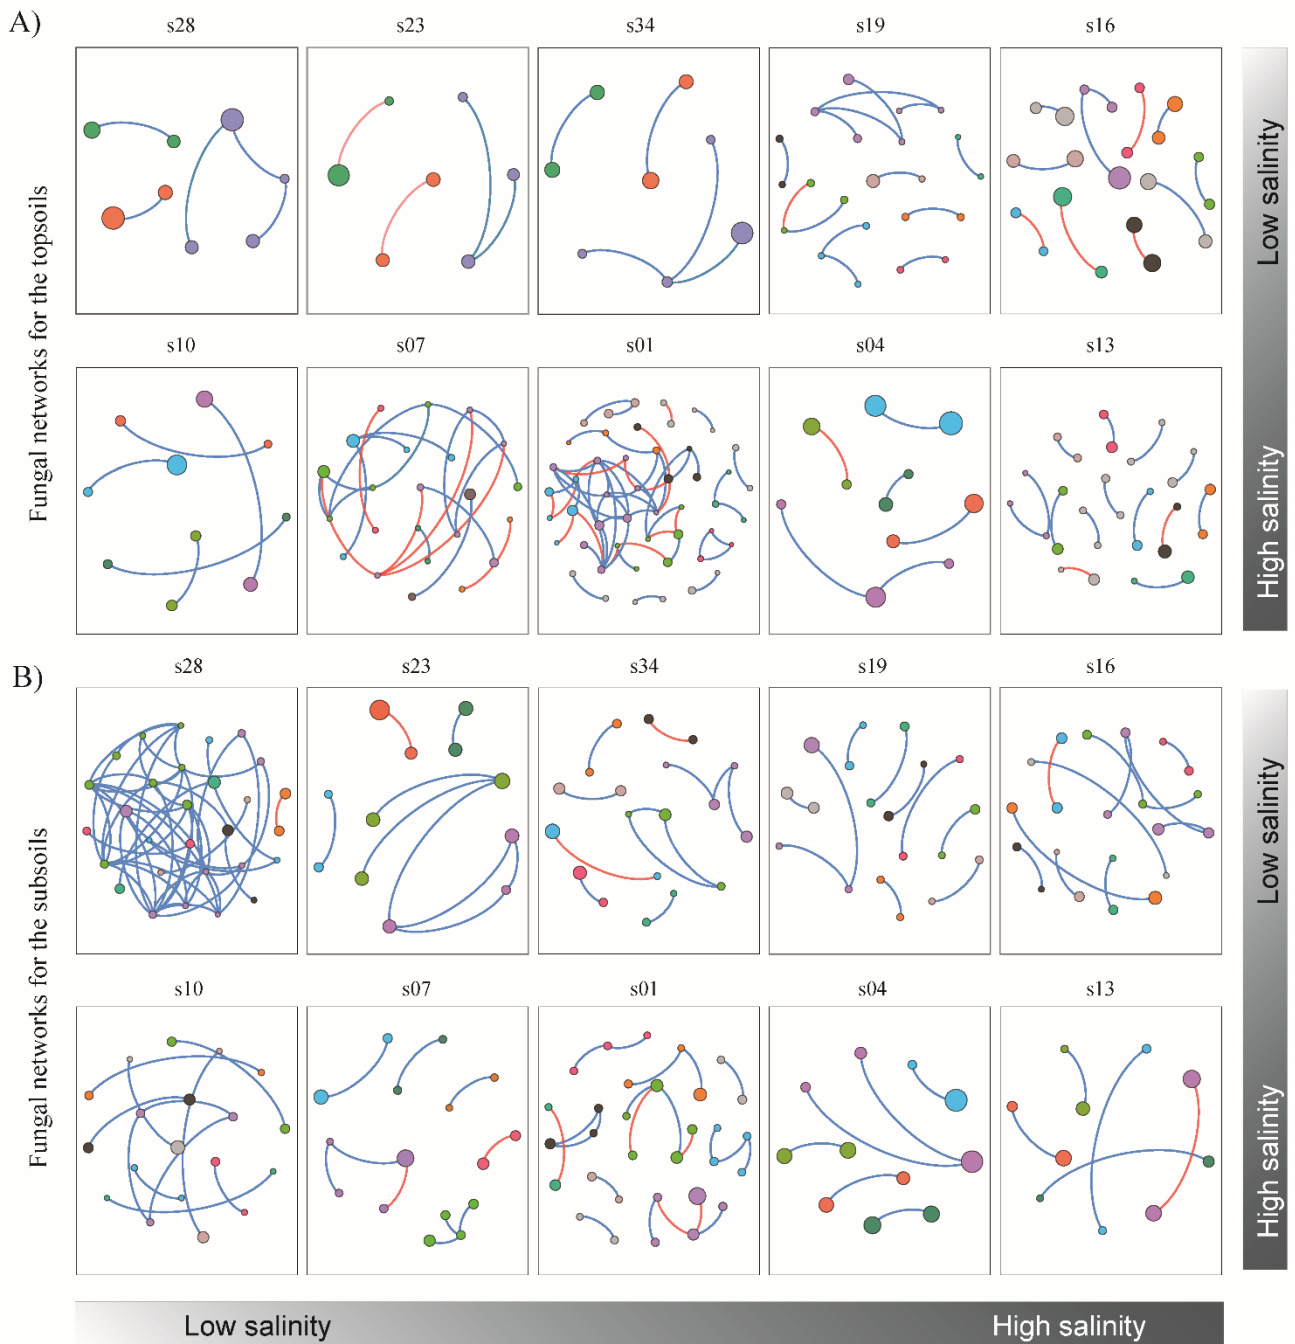 A)
s28
s23
s34
s19
s16
Fungal networks for the topsoils
Low salinity
s10
s07
s01
s04
s13
High salinity
B)
s28
s23
s34
s19
s16
Fungal networks for the subsoils
Low salinity
s10
s07
s01
s04
s13
High salinity
Low salinity
High salinity